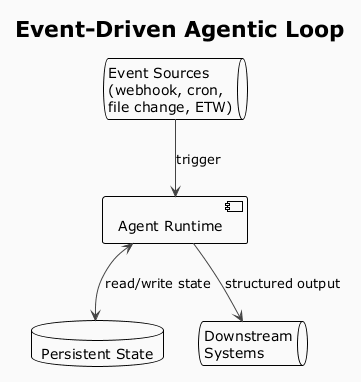 Event-Driven Agentic Loop
Event Sources
(webhook, cron,
file change, ETW)
trigger
Agent Runtime
read/write state
structured output
Persistent State
Downstream
Systems